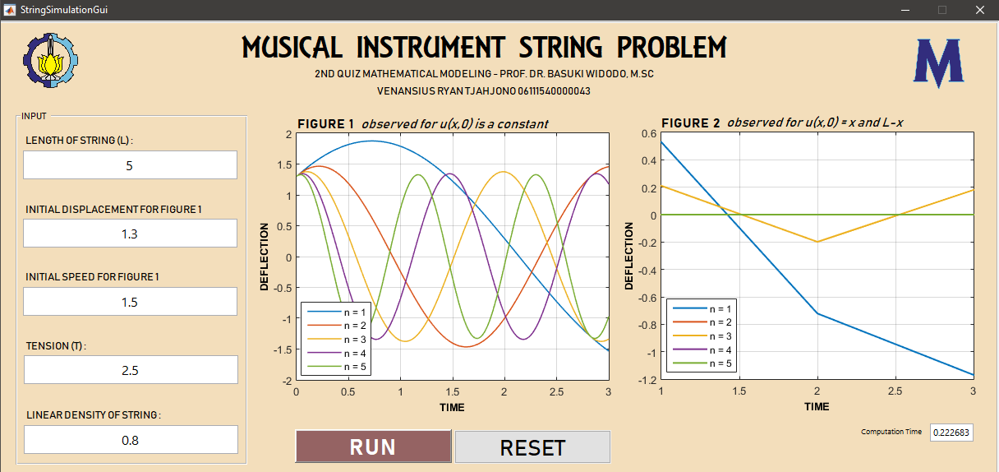 StringSimulationGui
MUSICAL INSTRUMENT STRING PROBLEM
2ND QUIZ MATHEMATICAL MODELING - PROF. DR. BASUKI WIDODO, M.SC
VENANSIUS RYAN TJAHJONO 06111540000043
M
INPUT
LENGTH OF STRING (L) :
5
INITIAL DISPLACEMENT FOR FIGURE 1
1.3
INITIAL SPEED FOR FIGURE 1
1.5
TENSION (T) :
2.5
LINEAR DENSITY OF STRING :
0.8
FIGURE 1 observed for u(x,0) is a constant
2
1.5
1
0.5
0
-0.5
-1
-1.5
-2
DEFLECTION
n = 1
n = 2
n = 3
n = 4
n = 5
0 0.5 1 1.5 2 2.5 3
TIME
FIGURE 2 observed for u(x,0) = x and L-x
0.6
0.4
0.2
0
-0.2
-0.4
-0.6
-0.8
-1
-1.2
DEFLECTION
n = 1
n = 2
n = 3
n = 4
n = 5
1 1.5 2 2.5 3
TIME
RUN
RESET
Computation Time 0.222683